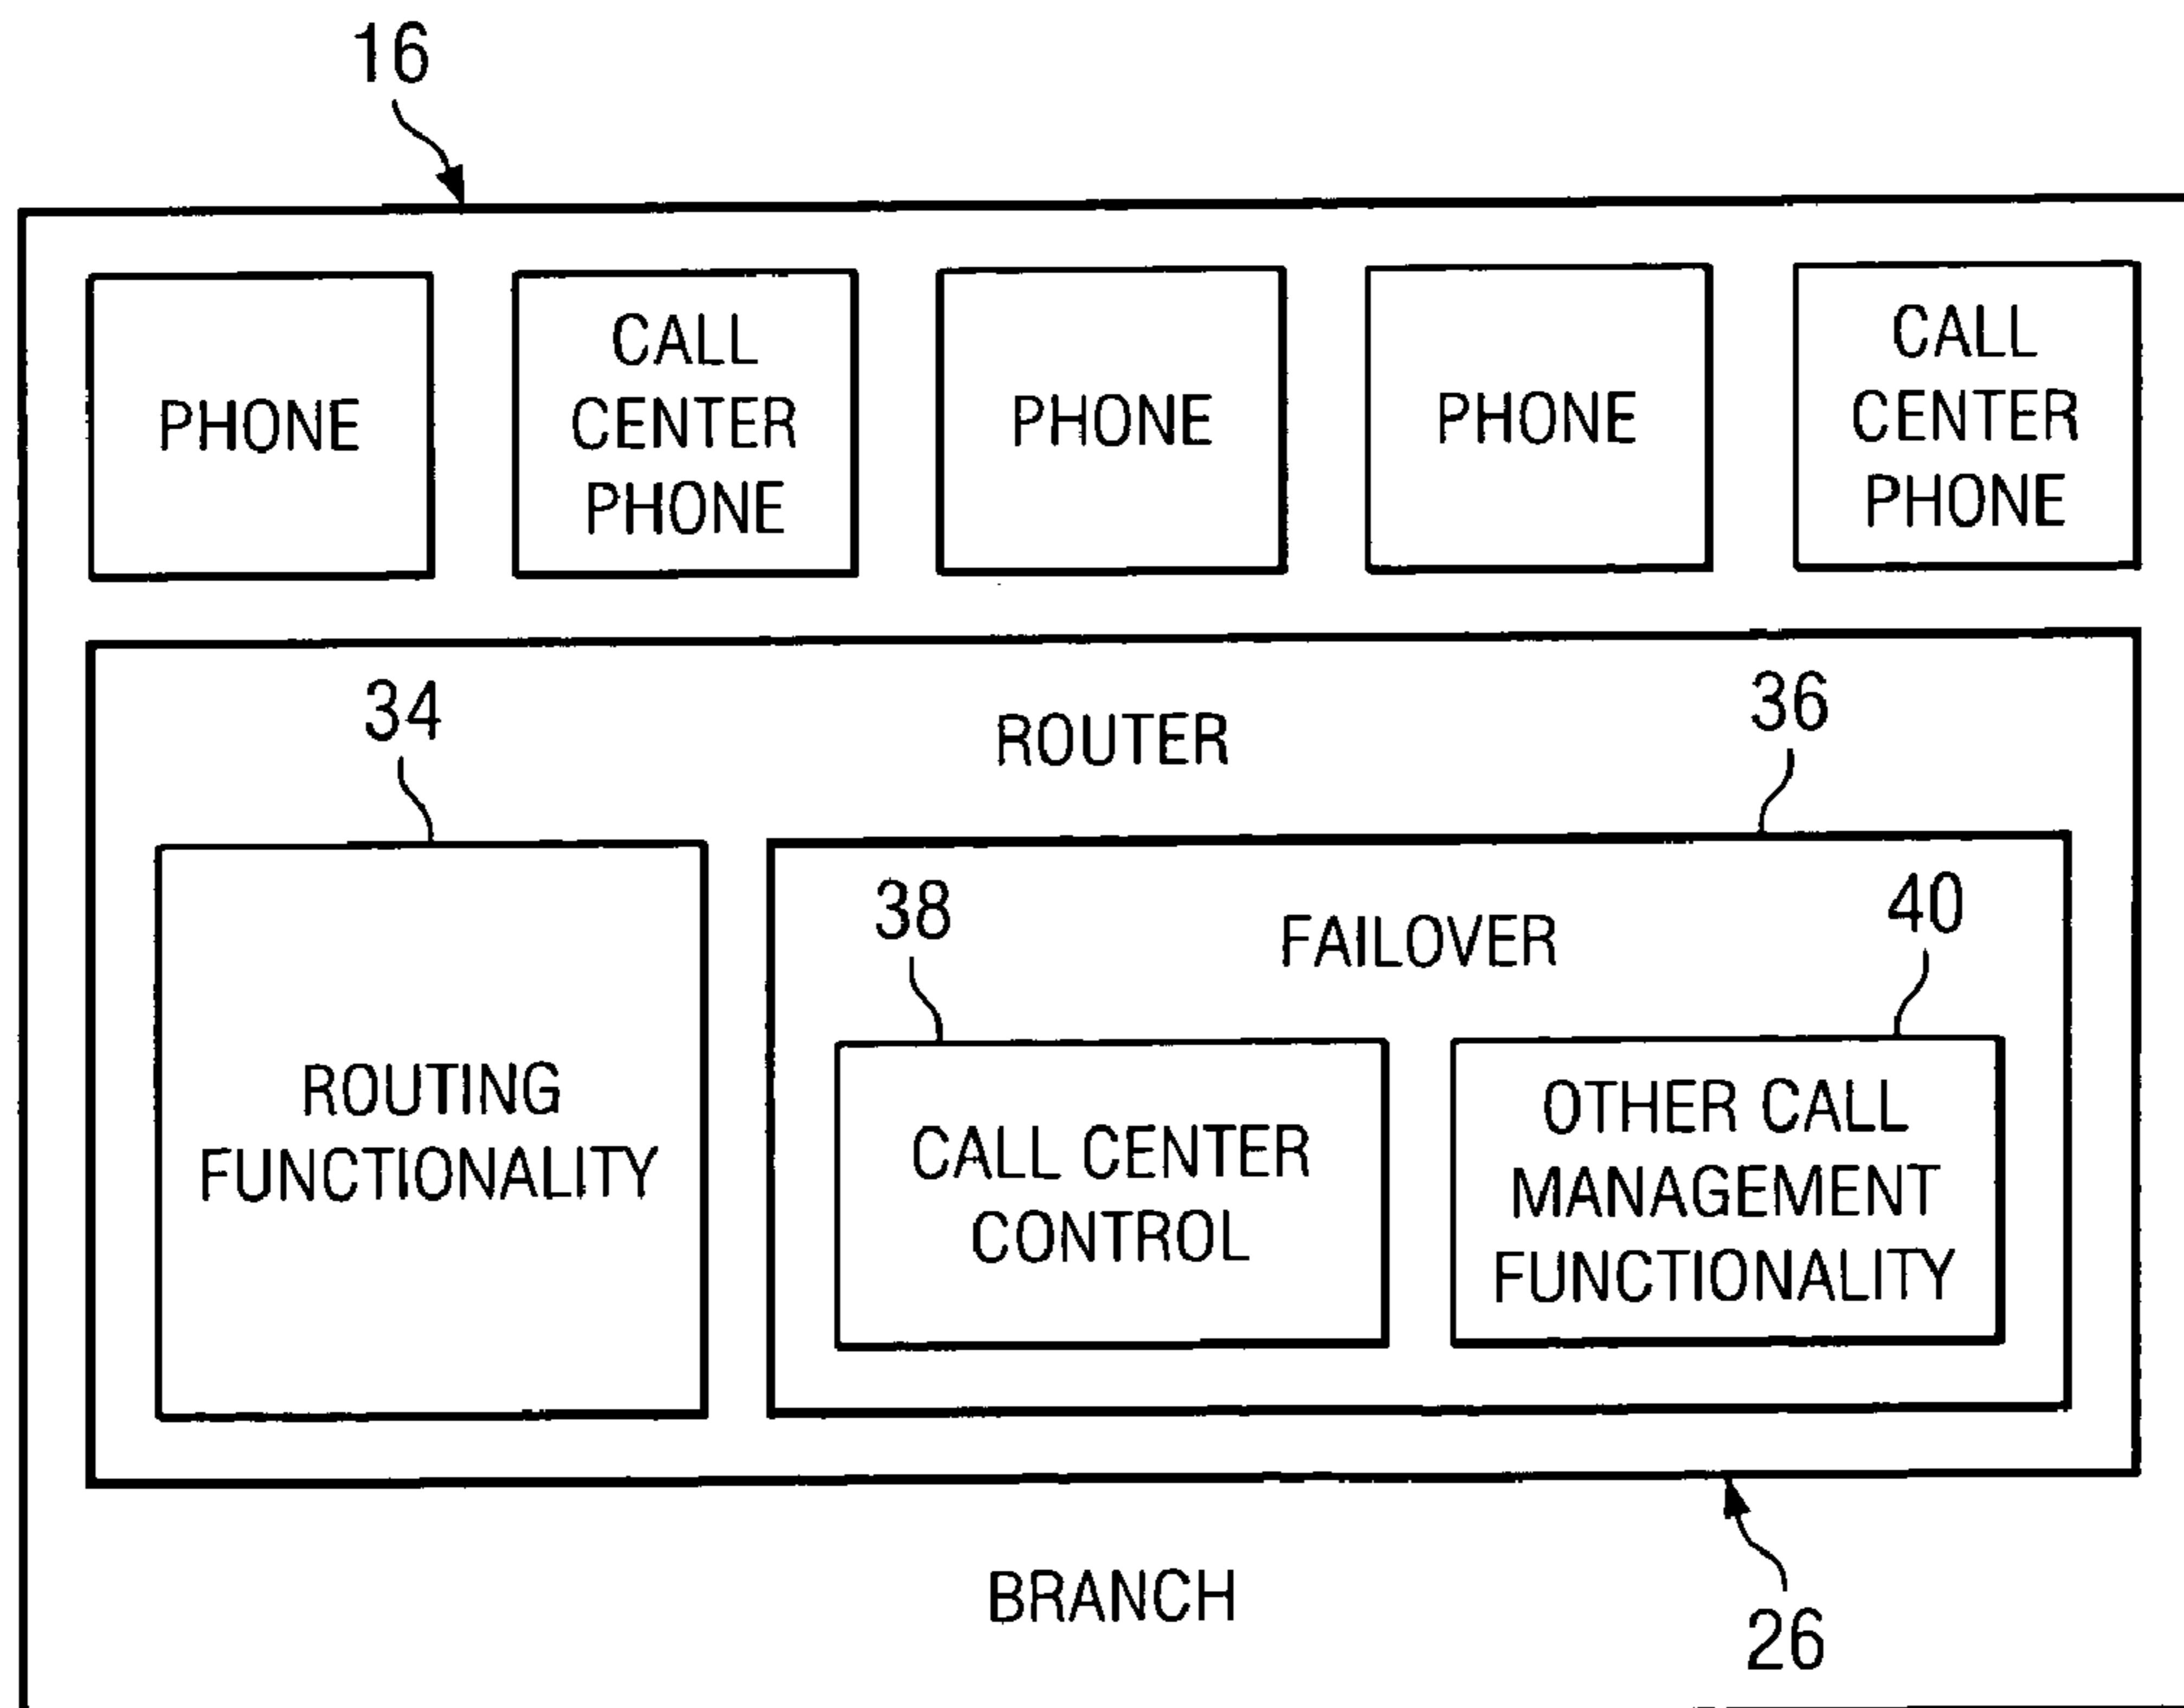 16
PHONE
CALL
CENTER
PHONE
PHONE
PHONE
CALL
CENTER
PHONE
34
ROUTER
36
ROUTING
FUNCTIONALITY
38
FAILOVER
40
CALL CENTER
CONTROL
OTHER CALL
MANAGEMENT
FUNCTIONALITY
BRANCH
26